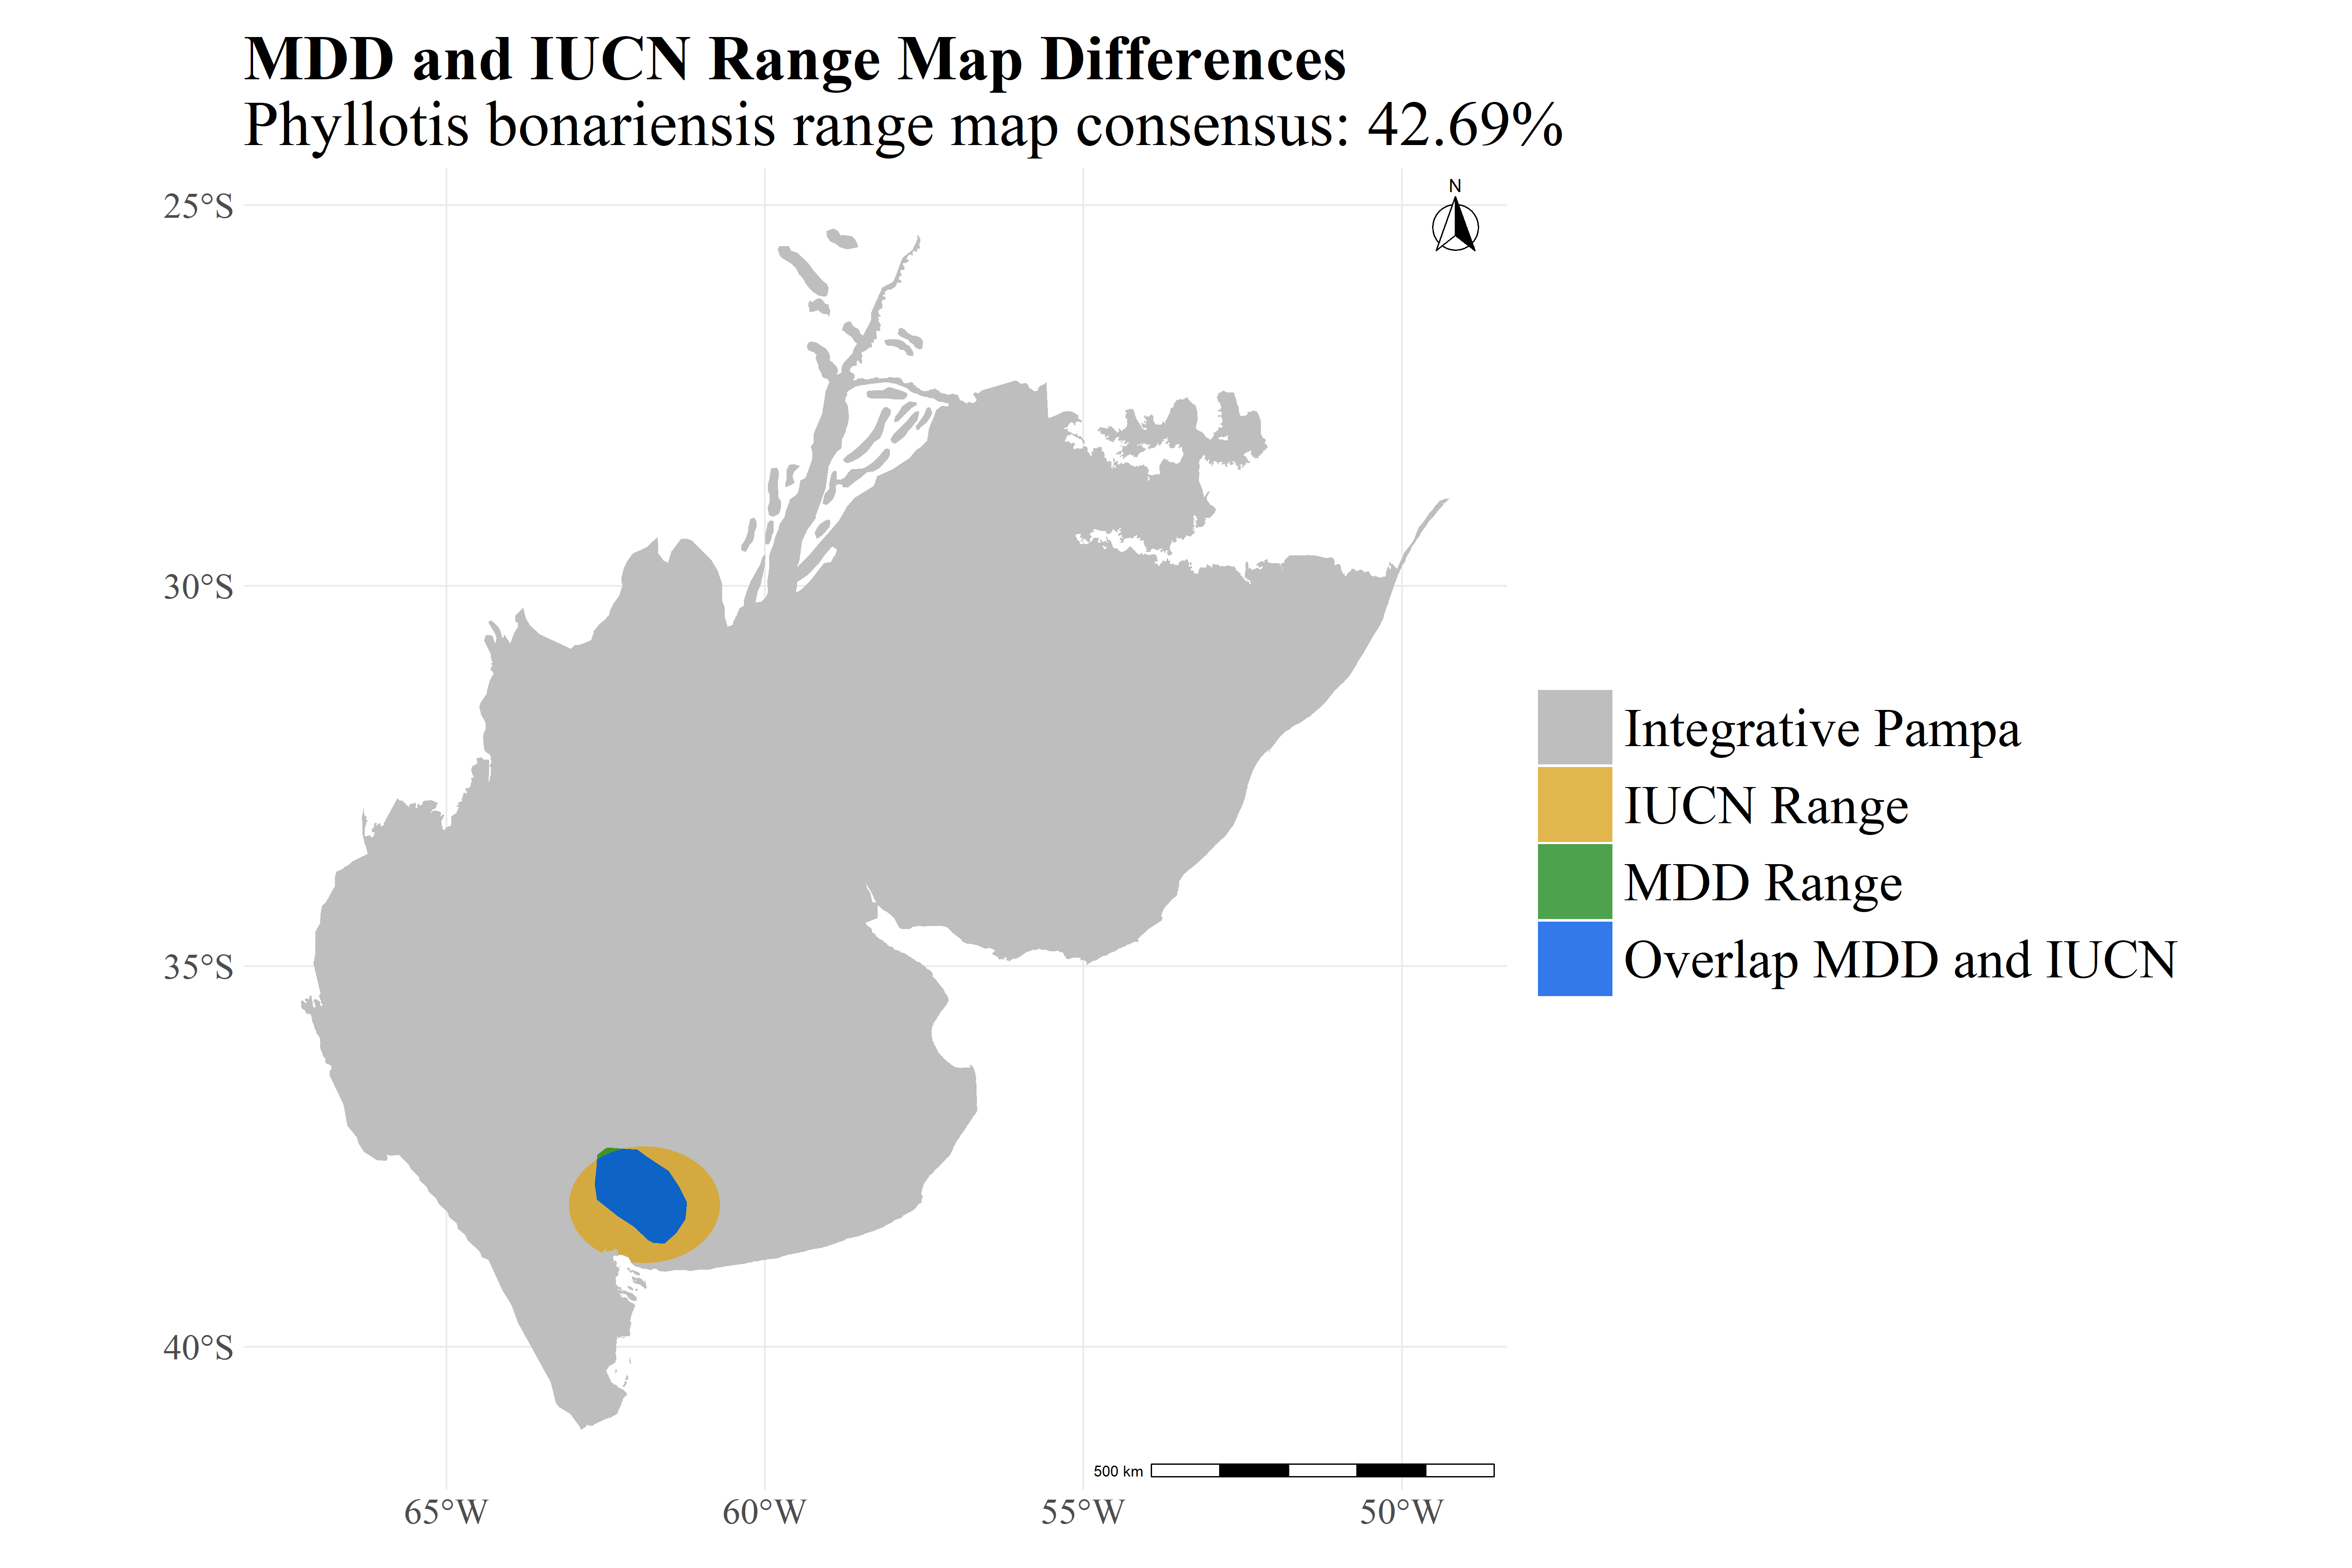 MDD and IUCN Range Map Differences
Phyllotis bonariensis range map consensus: 42.69%
25°S
N
30°S
Integrative Pampa
IUCN Range
MDD Range
35°S
Overlap MDD and IUCN
40°S
500 km
65°W 60°W 55°W 50°W